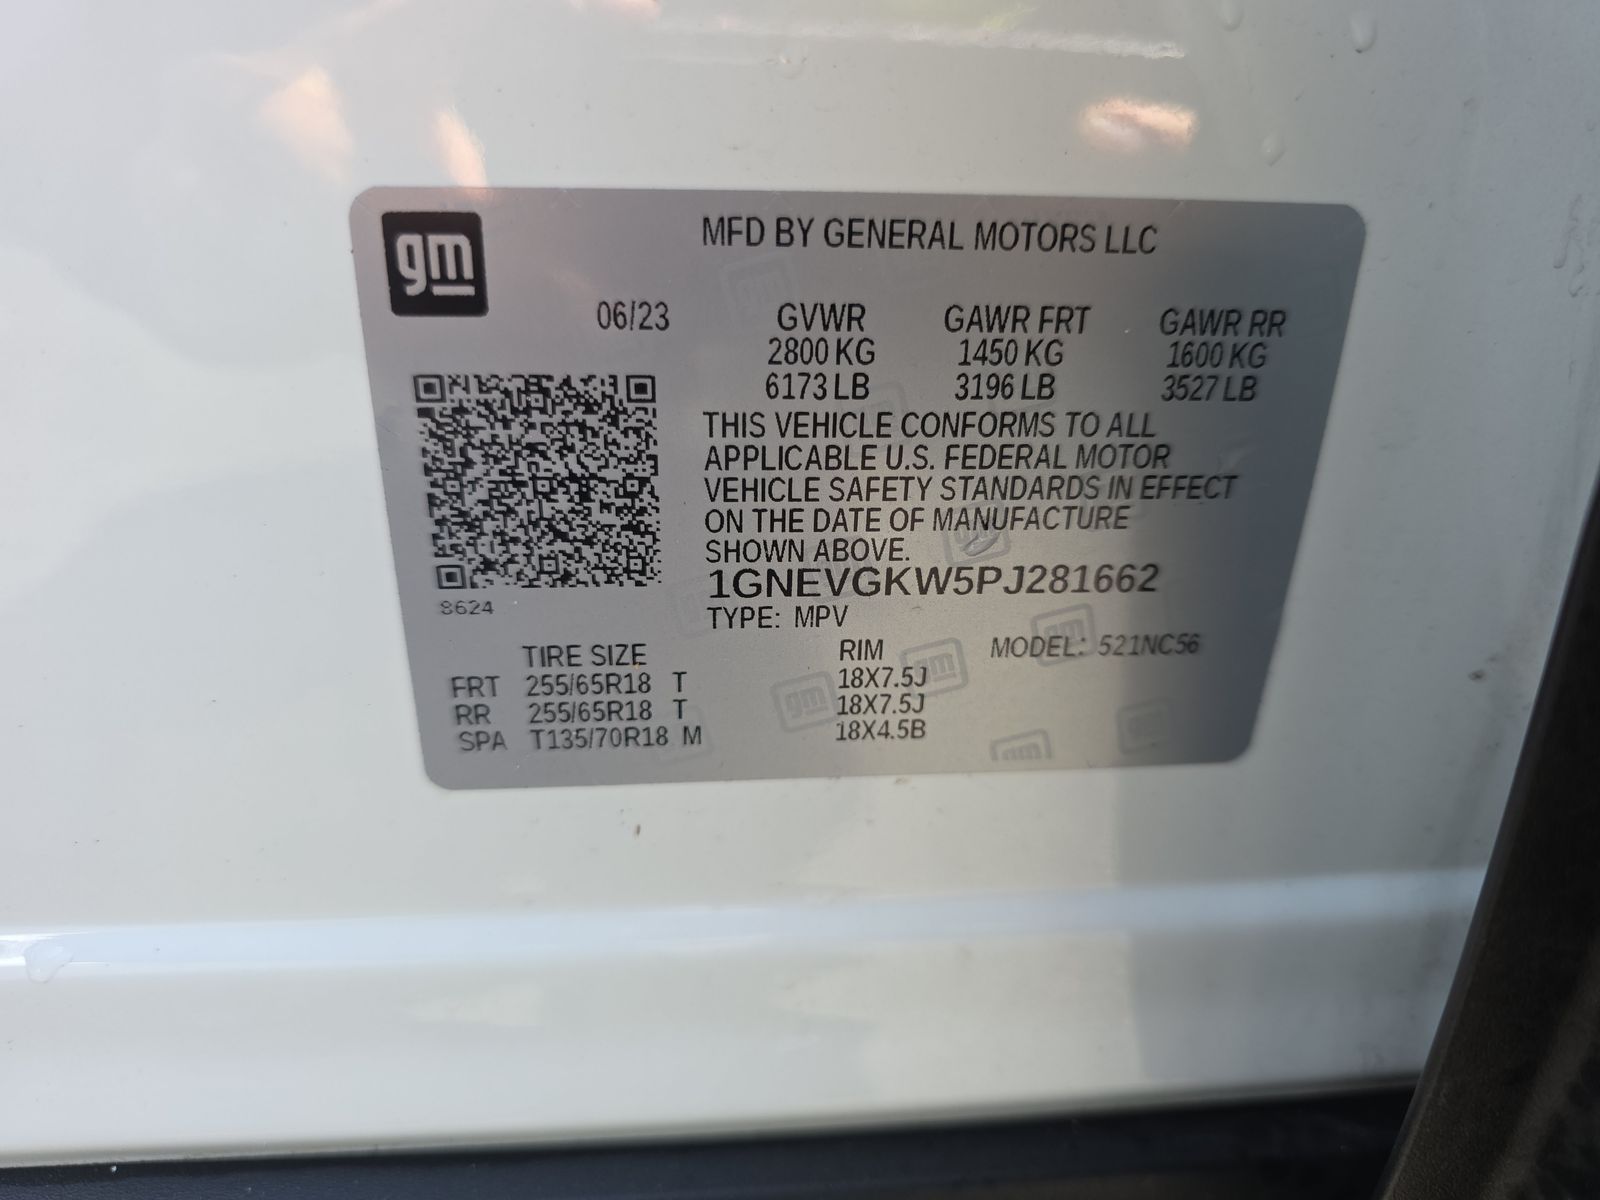 gm
MFD BY GENERAL MOTORS LLC
06/23 GVWR GAWR FRT GAWR RR
2800 KG 1450 KG 1600 KG
6173 LB 3196 LB 3527 LB
THIS VEHICLE CONFORMS TO ALL
APPLICABLE U.S. FEDERAL MOTOR
VEHICLE SAFETY STANDARDS IN EFFECT
ON THE DATE OF MANUFACTURE
SHOWN ABOVE.
1GNEVGKW5PJ281662
8624
TYPE: MPV
TIRE SIZE RIM MODEL: 521NC56
FRT 255/65R18 T 18X7.5J
RR 255/65R18 T 18X7.5J
SPA T135/70R18 M 18X4.5B